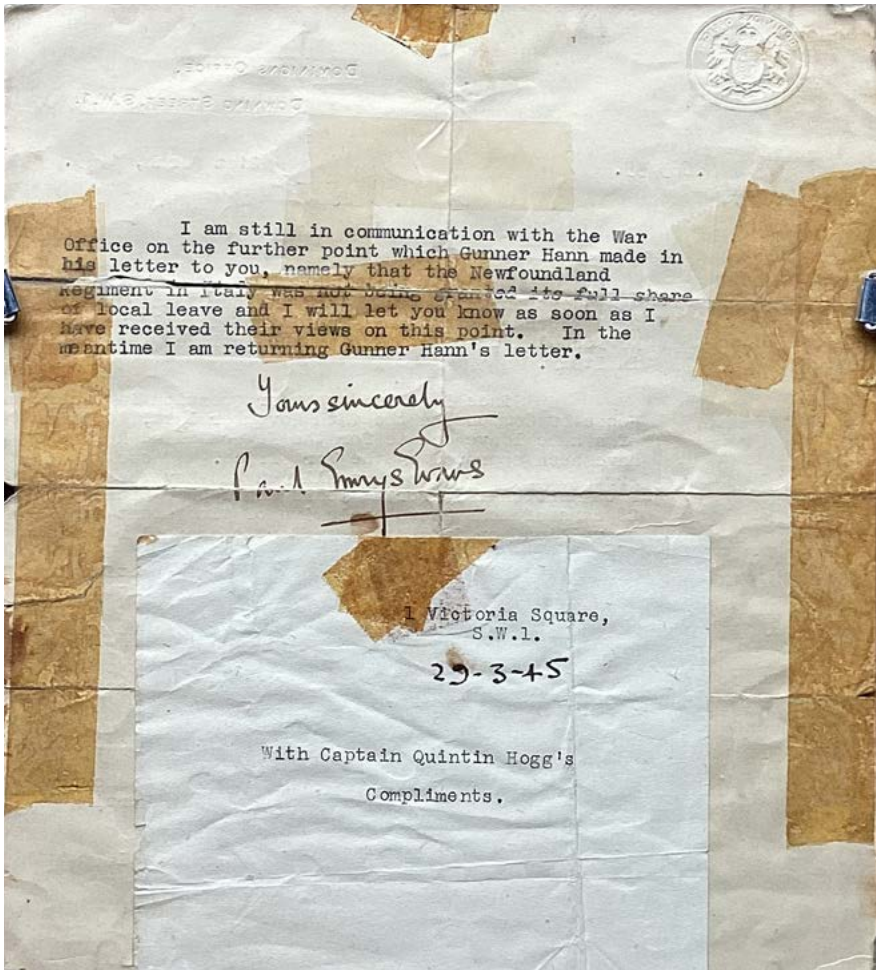 DOMINIONS OFFICE,
DOWNING STREET, S.W.1.
I am still in communication with the War
Office on the further point which Gunner Hann made in
his letter to you, namely that the Newfoundland
Regiment in Italy was not being granted its full share
of local leave and I will let you know as soon as I
have received their views on this point. In the
meantime I am returning Gunner Hann's letter.
Yours sincerely
Paul Emrys Evans
1 Victoria Square,
S.W.1.
29-3-45
With Captain Quintin Hogg's
Compliments.